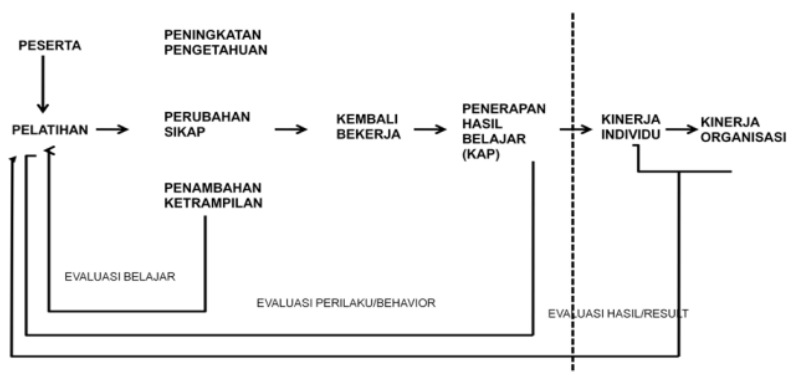 PESERTA
PENINGKATAN
PENGETAHUAN
PELATIHAN
PERUBAHAN
SIKAP
KEMBALI
BEKERJA
PENERAPAN
HASIL
BELAJAR
(KAP)
KINERJA
INDIVIDU
KINERJA
ORGANISASI
PENAMBAHAN
KETRAMPILAN
EVALUASI BELAJAR
EVALUASI PERILAKU/BEHAVIOR
EVALUASI HASIL/RESULT